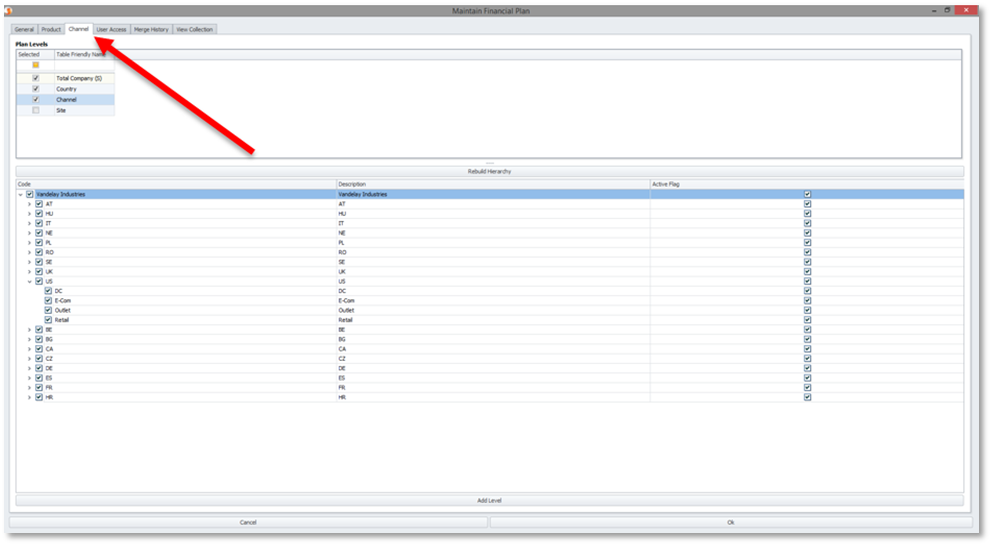 Maintain Financial Plan
General Product Channel User Access Merge History View Collection
Plan Levels
Selected Table Friendly Name
Total Company (S)
Country
Channel
Site
Rebuild Hierarchy
Code Description Active Flag
Vandelay Industries Vandelay Industries
AT AT
HU HU
IT IT
NE NE
PL PL
RO RO
SE SE
UK UK
US US
DC DC
E-Com E-Com
Outlet Outlet
Retail Retail
BE BE
BG BG
CA CA
CZ CZ
DE DE
ES ES
FR FR
HR HR
Add Level
Cancel Ok